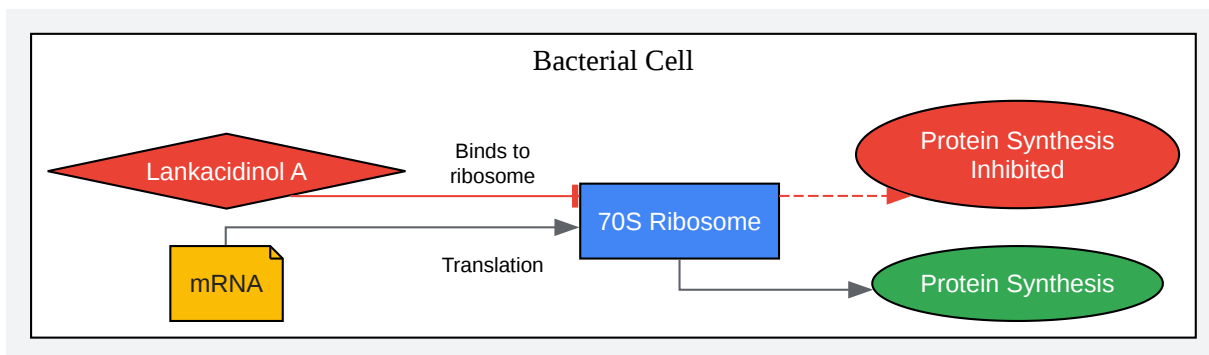 Bacterial Cell
Lankacidinol A
Binds to
ribosome
Protein Synthesis
Inhibited
70S Ribosome
mRNA
Translation
Protein Synthesis